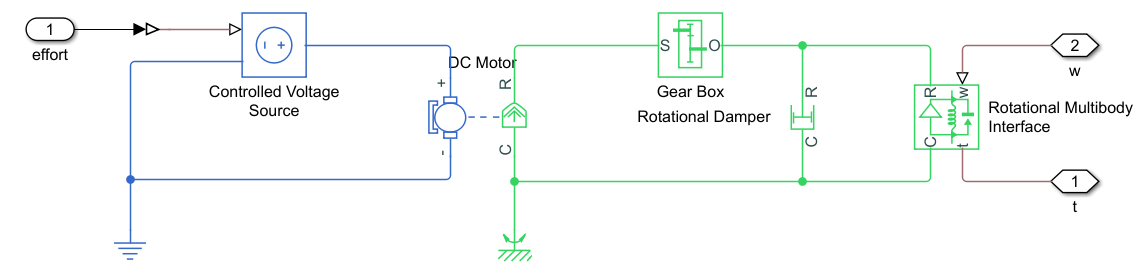 1
effort
Controlled Voltage
Source
DC Motor
+
-
R
C
S
O
Gear Box
Rotational Damper
R
C
R
w
C
t
Rotational Multibody
Interface
2
w
1
t